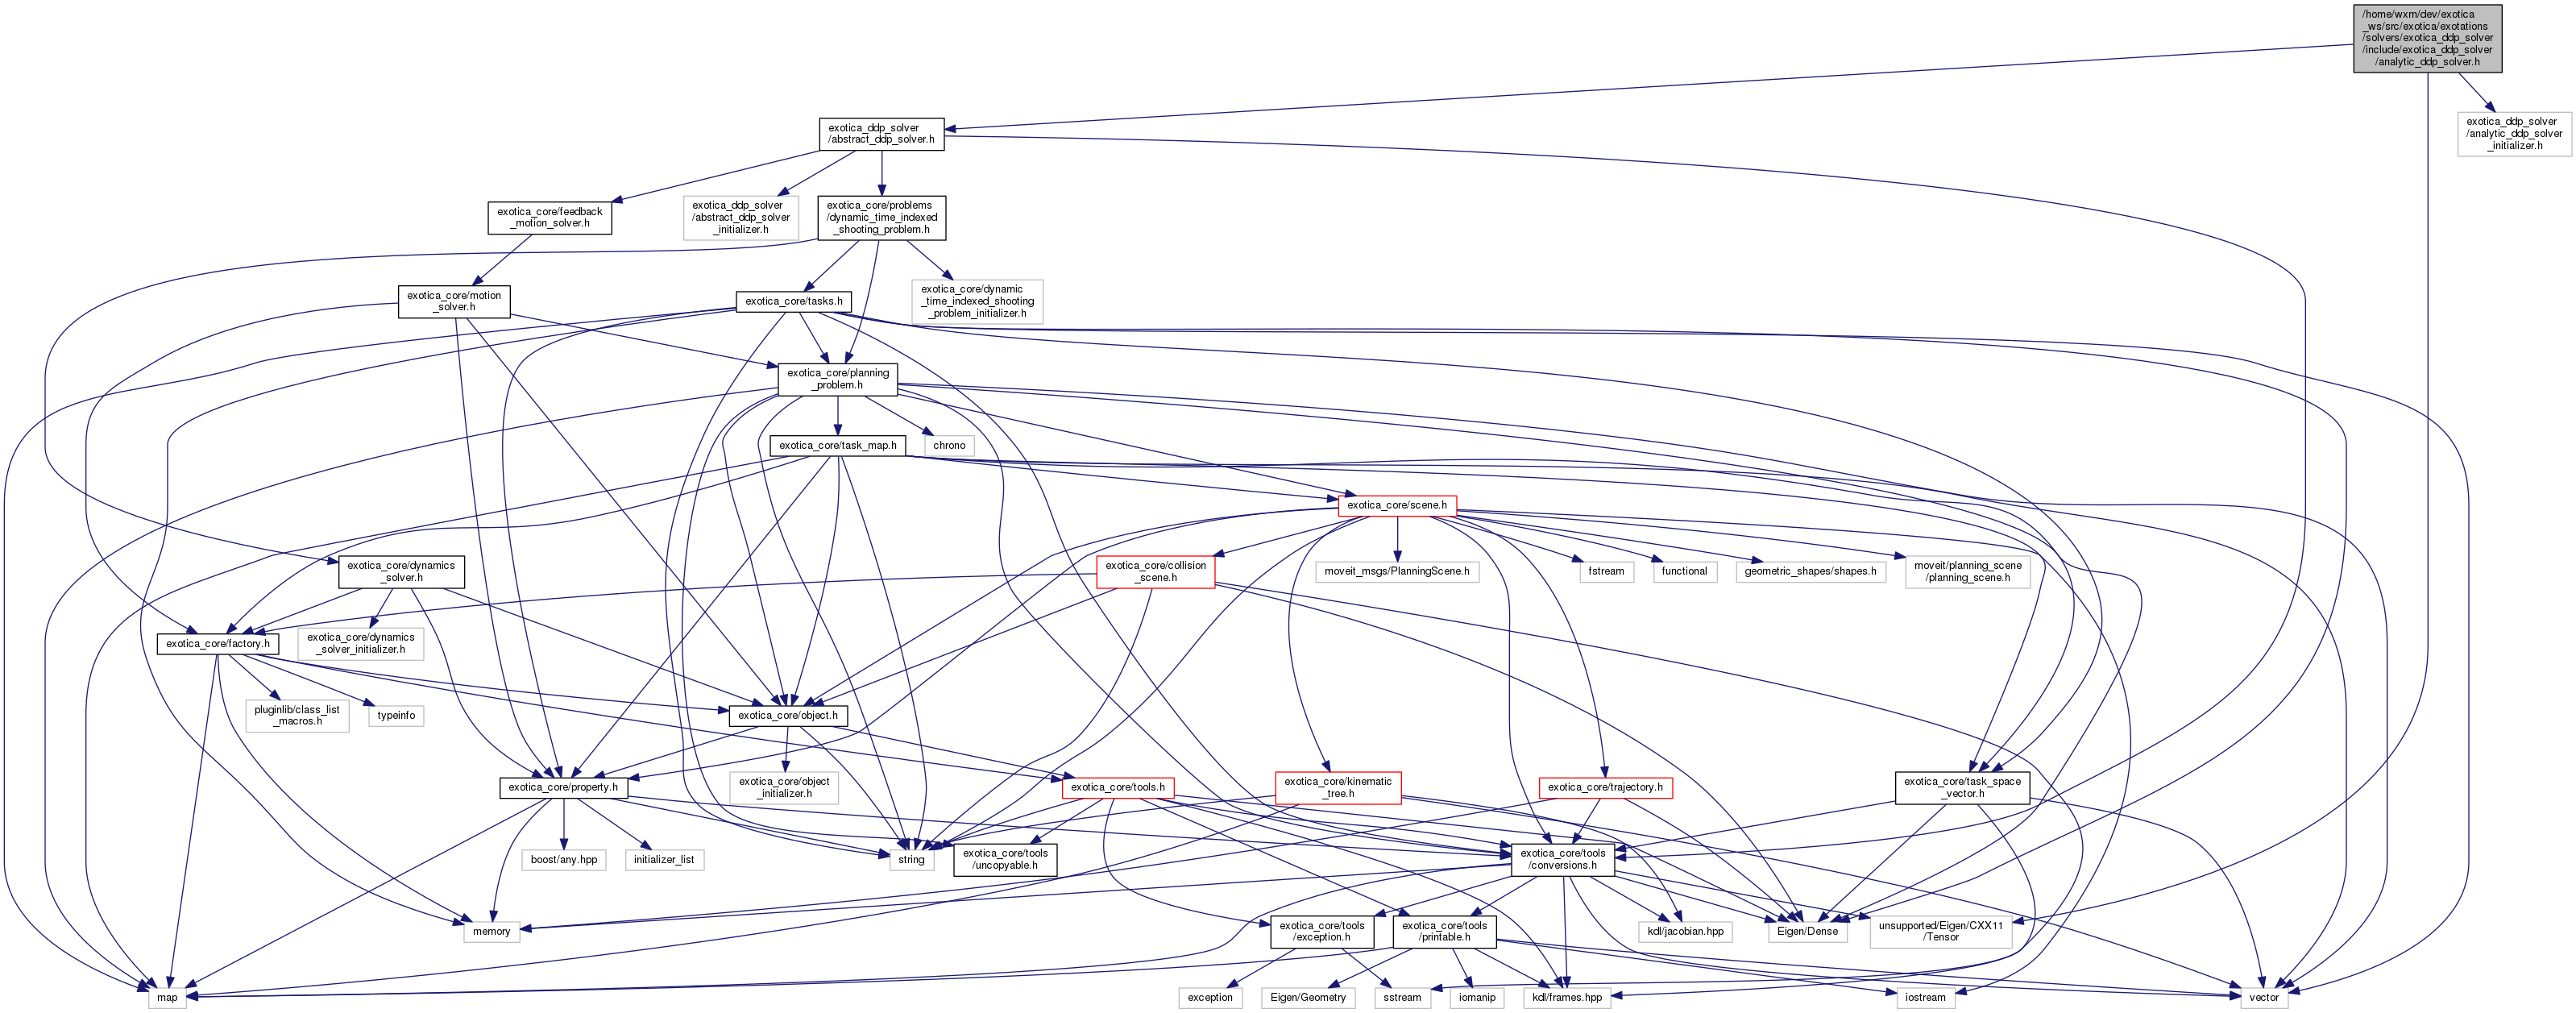 /home/wxm/dev/exotica
_ws/src/exotica/exotations
/solvers/exotica_ddp_solver
/include/exotica_ddp_solver
/analytic_ddp_solver.h
exotica_ddp_solver
/abstract_ddp_solver.h
exotica_ddp_solver
/analytic_ddp_solver
_initializer.h
exotica_core/feedback
_motion_solver.h
exotica_ddp_solver
/abstract_ddp_solver
_initializer.h
exotica_core/problems
/dynamic_time_indexed
_shooting_problem.h
exotica_core/motion
_solver.h
exotica_core/tasks.h
exotica_core/dynamic
_time_indexed_shooting
_problem_initializer.h
exotica_core/planning
_problem.h
exotica_core/task_map.h
chrono
exotica_core/scene.h
exotica_core/dynamics
_solver.h
exotica_core/collision
_scene.h
moveit_msgs/PlanningScene.h
fstream
functional
geometric_shapes/shapes.h
moveit/planning_scene
/planning_scene.h
exotica_core/factory.h
exotica_core/dynamics
_solver_initializer.h
pluginlib/class_list
_macros.h
typeinfo
exotica_core/object.h
exotica_core/property.h
exotica_core/object
_initializer.h
exotica_core/tools.h
exotica_core/kinematic
_tree.h
exotica_core/trajectory.h
exotica_core/task_space
_vector.h
boost/any.hpp
initializer_list
string
exotica_core/tools
/uncopyable.h
exotica_core/tools
/conversions.h
memory
exotica_core/tools
/exception.h
exotica_core/tools
/printable.h
kdl/jacobian.hpp
Eigen/Dense
unsupported/Eigen/CXX11
/Tensor
map
exception
Eigen/Geometry
sstream
iomanip
kdl/frames.hpp
iostream
vector